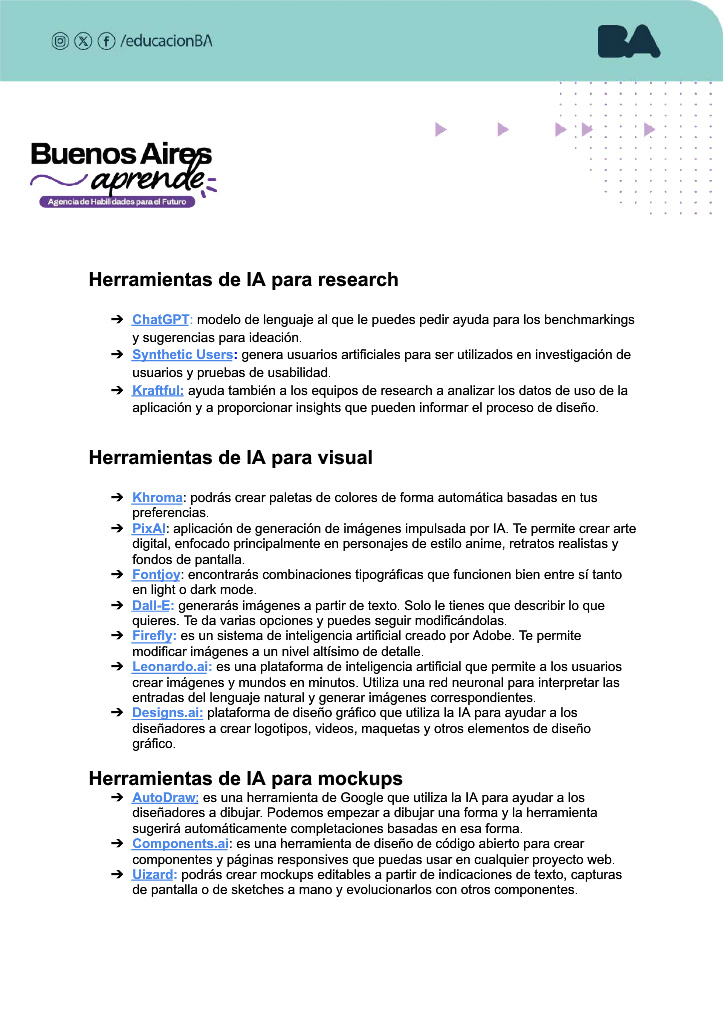 /educacionBA
BA
Buenos Aires
aprende
Agencia de Habilidades para el Futuro
Herramientas de IA para research
➔ ChatGPT: modelo de lenguaje al que le puedes pedir ayuda para los benchmarkings
y sugerencias para ideación.
➔ Synthetic Users: genera usuarios artificiales para ser utilizados en investigación de
usuarios y pruebas de usabilidad.
➔ Kraftful: ayuda también a los equipos de research a analizar los datos de uso de la
aplicación y a proporcionar insights que pueden informar el proceso de diseño.
Herramientas de IA para visual
➔ Khroma: podrás crear paletas de colores de forma automática basadas en tus
preferencias.
➔ PixAI: aplicación de generación de imágenes impulsada por IA. Te permite crear arte
digital, enfocado principalmente en personajes de estilo anime, retratos realistas y
fondos de pantalla.
➔ Fontjoy: encontrarás combinaciones tipográficas que funcionen bien entre sí tanto
en light o dark mode.
➔ Dall-E: generarás imágenes a partir de texto. Solo le tienes que describir lo que
quieres. Te da varias opciones y puedes seguir modificándolas.
➔ Firefly: es un sistema de inteligencia artificial creado por Adobe. Te permite
modificar imágenes a un nivel altísimo de detalle.
➔ Leonardo.ai: es una plataforma de inteligencia artificial que permite a los usuarios
crear imágenes y mundos en minutos. Utiliza una red neuronal para interpretar las
entradas del lenguaje natural y generar imágenes correspondientes.
➔ Designs.ai: plataforma de diseño gráfico que utiliza la IA para ayudar a los
diseñadores a crear logotipos, videos, maquetas y otros elementos de diseño
gráfico.
Herramientas de IA para mockups
➔ AutoDraw: es una herramienta de Google que utiliza la IA para ayudar a los
diseñadores a dibujar. Podemos empezar a dibujar una forma y la herramienta
sugerirá automáticamente completaciones basadas en esa forma.
➔ Components.ai: es una herramienta de diseño de código abierto para crear
componentes y páginas responsives que puedas usar en cualquier proyecto web.
➔ Uizard: podrás crear mockups editables a partir de indicaciones de texto, capturas
de pantalla o de sketches a mano y evolucionarlos con otros componentes.